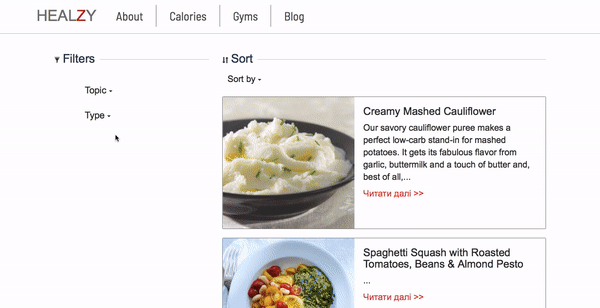 HEALZY About Calories Gyms Blog
Filters
Topic
Type
Sort
Sort by
Creamy Mashed Cauliflower
Our savory cauliflower puree makes a
perfect low-carb stand-in for mashed
potatoes. It gets its fabulous flavor from
garlic, buttermilk and a touch of butter and,
best of all,...
Читати далі >>
Spaghetti Squash with Roasted
Tomatoes, Beans & Almond Pesto
...
Читати далі >>